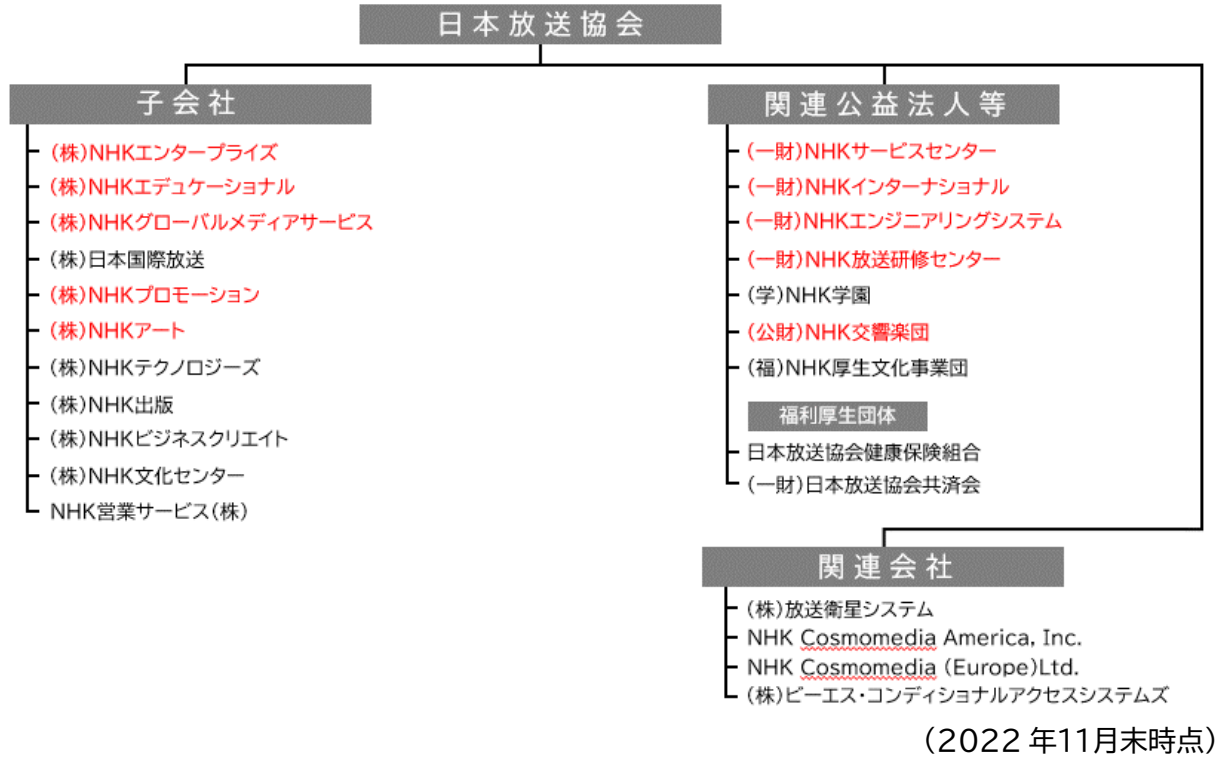 日本放送協会
子会社
(株)NHKエンタープライズ
(株)NHKエデュケーショナル
(株)NHKグローバルメディアサービス
(株)日本国際放送
(株)NHKプロモーション
(株)NHKアート
(株)NHKテクノロジーズ
(株)NHK出版
(株)NHKビジネスクリエイト
(株)NHK文化センター
NHK営業サービス(株)
関連公益法人等
(一財)NHKサービスセンター
(一財)NHKインターナショナル
(一財)NHKエンジニアリングシステム
(一財)NHK放送研修センター
(学)NHK学園
(公財)NHK交響楽団
(福)NHK厚生文化事業団
福利厚生団体
日本放送協会健康保険組合
(一財)日本放送協会共済会
関連会社
(株)放送衛星システム
NHK Cosmomedia America, Inc.
NHK Cosmomedia (Europe)Ltd.
(株)ビーエス・コンディショナルアクセスシステムズ
(2022年11月末時点)